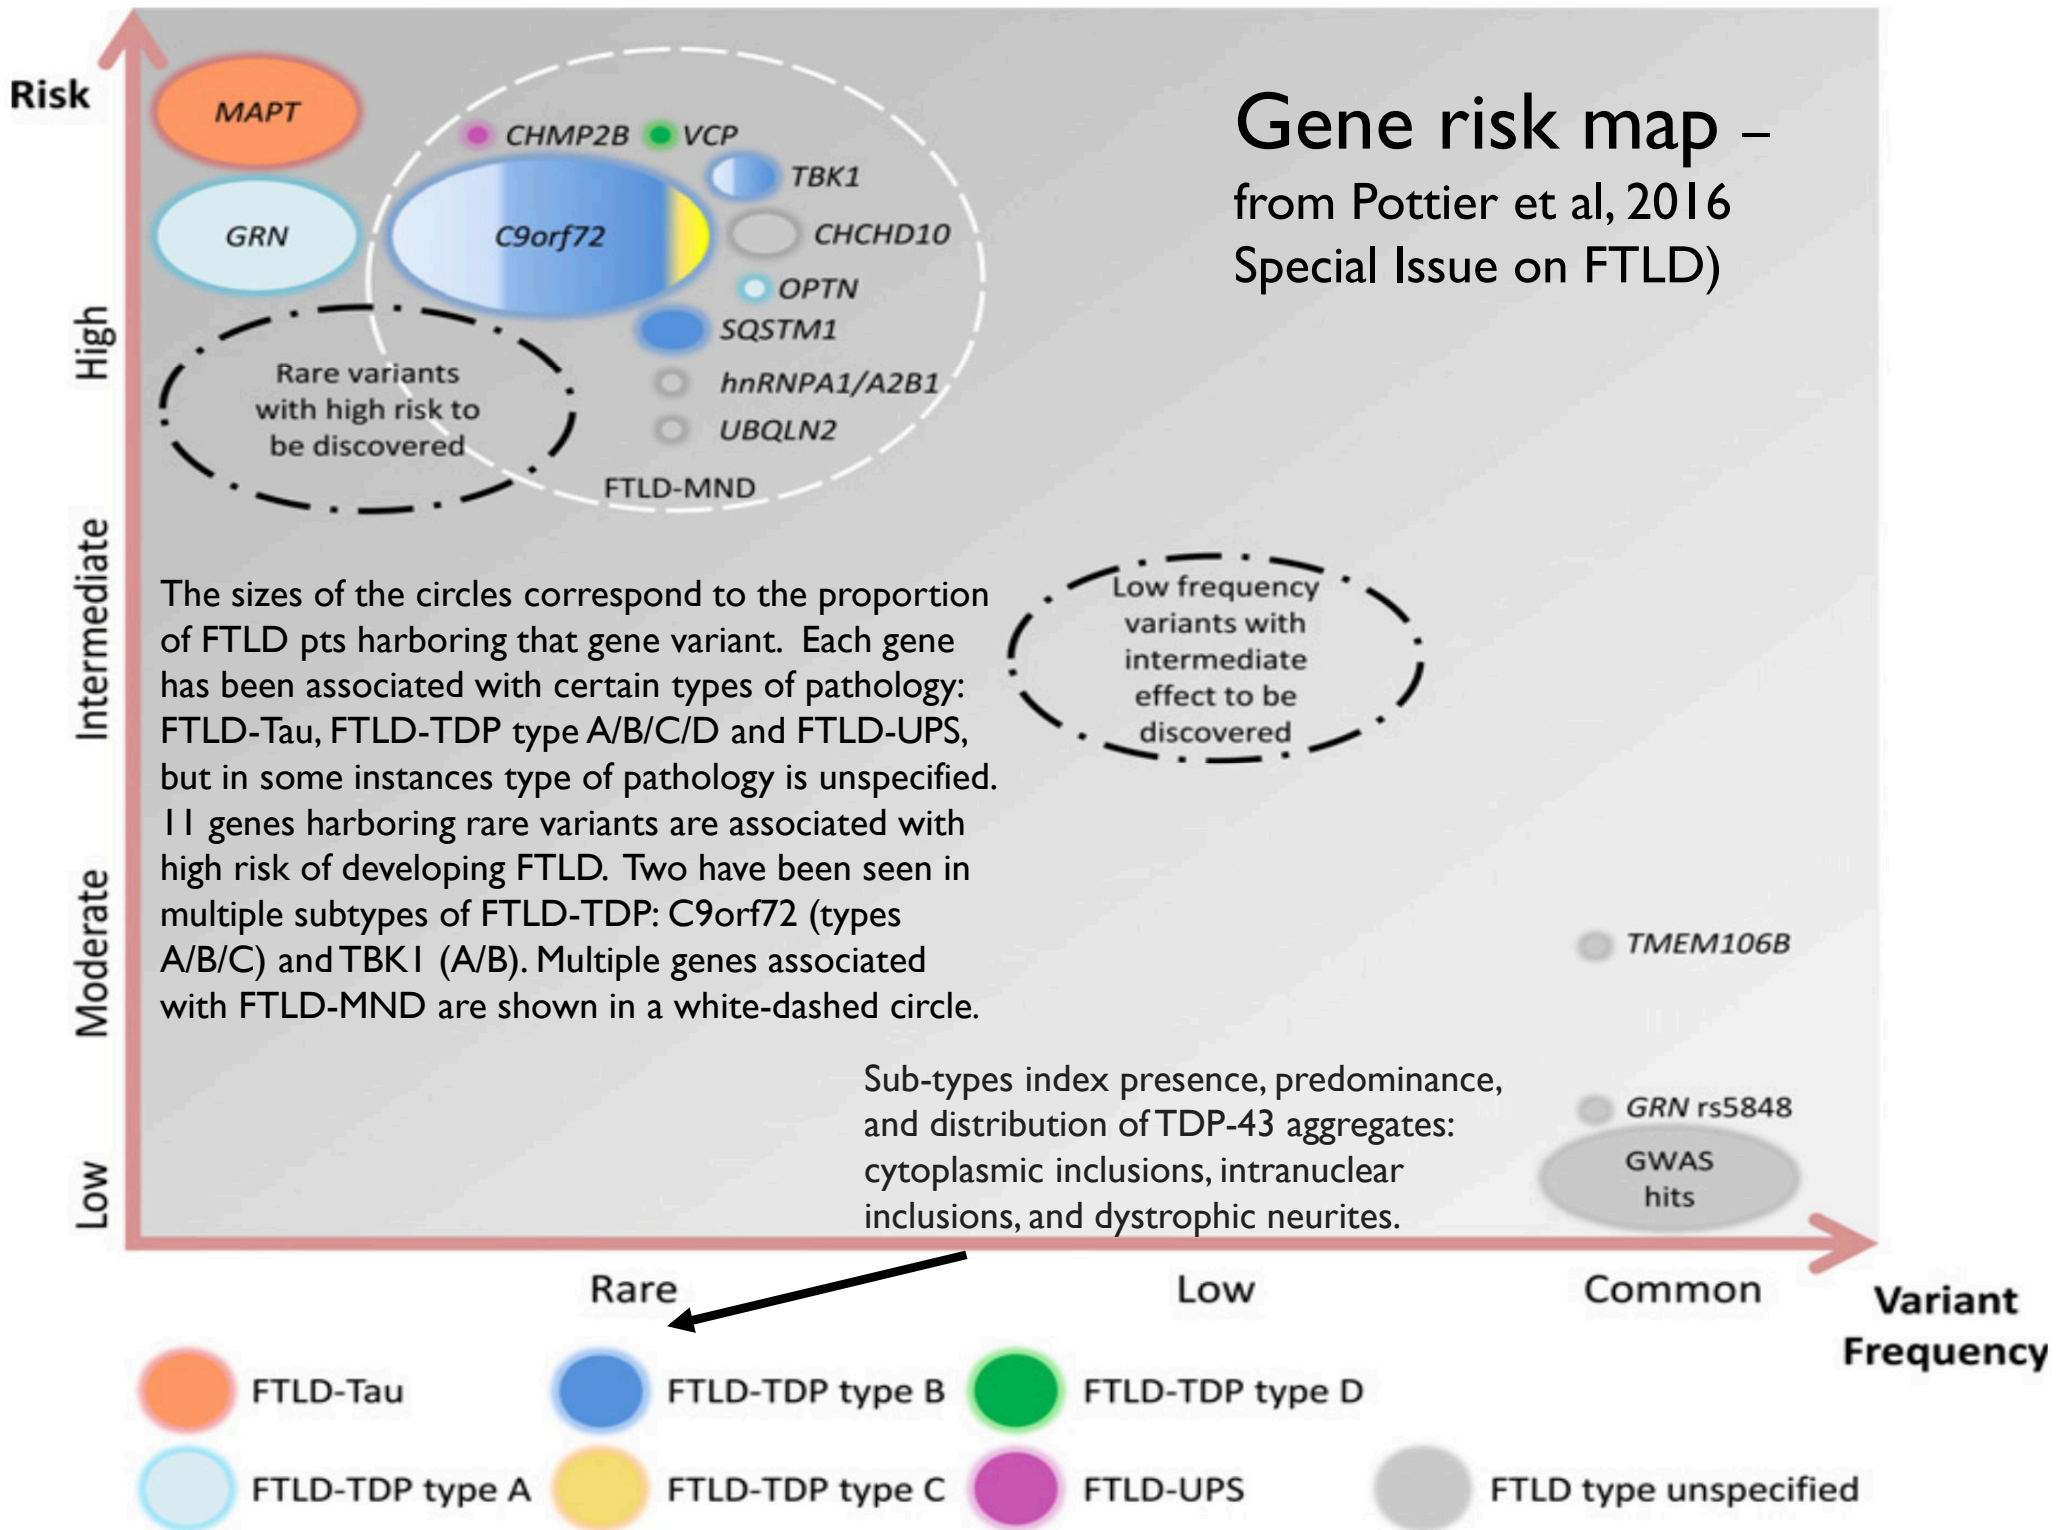 Risk
MAPT
GRN
CHMP2B
VCP
TBK1
C9orf72
CHCHD10
OPTN
SQSTM1
hnRNPA1/A2B1
UBQLN2
FTLD-MND
Rare variants
with high risk to
be discovered
Gene risk map –
from Pottier et al, 2016
Special Issue on FTLD)
High
Intermediate
Moderate
Low
The sizes of the circles correspond to the proportion
of FTLD pts harboring that gene variant. Each gene
has been associated with certain types of pathology:
FTLD-Tau, FTLD-TDP type A/B/C/D and FTLD-UPS,
but in some instances type of pathology is unspecified.
11 genes harboring rare variants are associated with
high risk of developing FTLD. Two have been seen in
multiple subtypes of FTLD-TDP: C9orf72 (types
A/B/C) and TBK1 (A/B). Multiple genes associated
with FTLD-MND are shown in a white-dashed circle.
Low frequency
variants with
intermediate
effect to be
discovered
TMEM106B
GRN rs5848
GWAS
hits
Sub-types index presence, predominance,
and distribution of TDP-43 aggregates:
cytoplasmic inclusions, intranuclear
inclusions, and dystrophic neurites.
Rare
Low
Common
Variant
Frequency
FTLD-Tau
FTLD-TDP type B
FTLD-TDP type D
FTLD-TDP type A
FTLD-TDP type C
FTLD-UPS
FTLD type unspecified